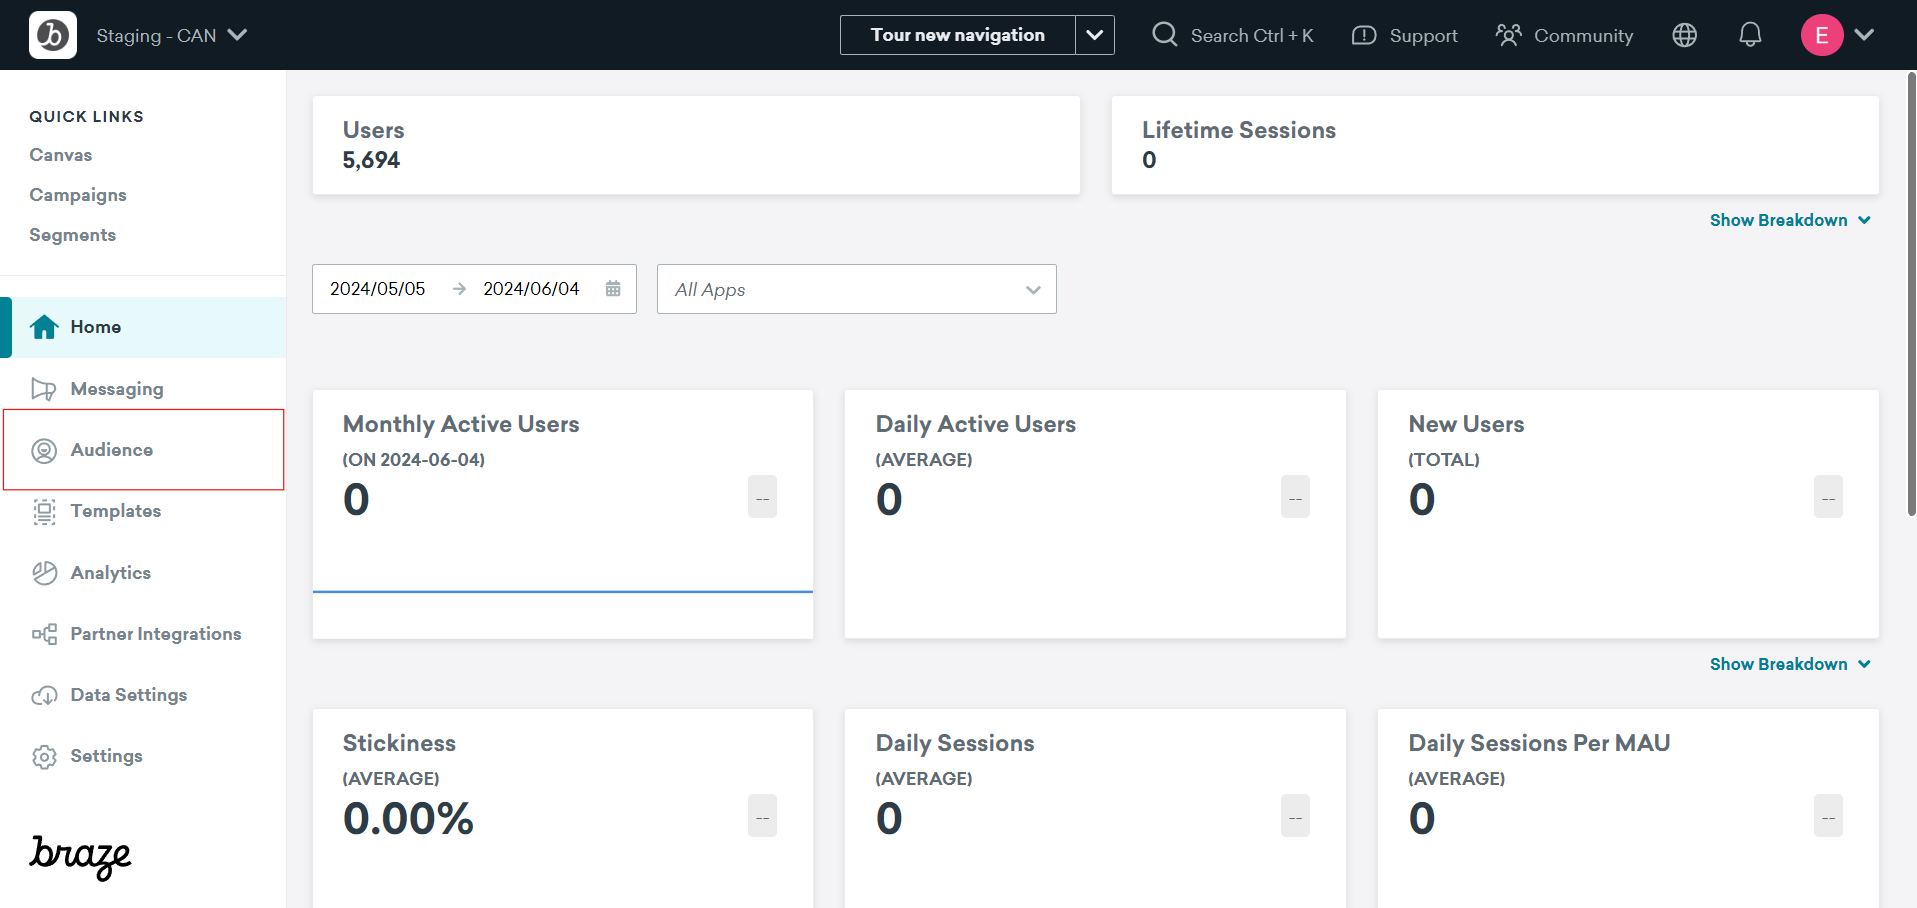 Staging - CAN
Tour new navigation
Search Ctrl + K
Support
Community
E
QUICK LINKS
Canvas
Campaigns
Segments
Home
Messaging
Audience
Templates
Analytics
Partner Integrations
Data Settings
Settings
braze
Users
5,694
Lifetime Sessions
0
Show Breakdown
2024/05/05 → 2024/06/04
All Apps
Monthly Active Users
(ON 2024-06-04)
0
--
Daily Active Users
(AVERAGE)
0
--
New Users
(TOTAL)
0
--
Show Breakdown
Stickiness
(AVERAGE)
0.00%
--
Daily Sessions
(AVERAGE)
0
--
Daily Sessions Per MAU
(AVERAGE)
0
--